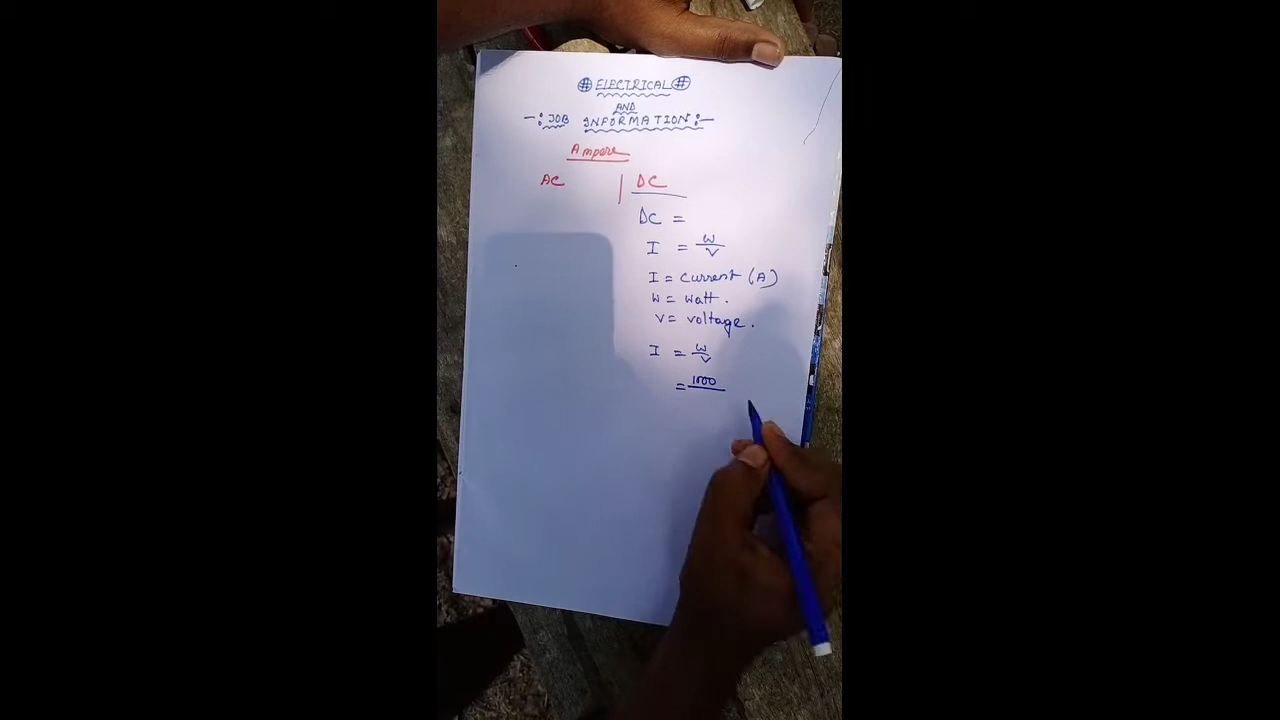 ELECTRICAL
AND
-: JOB INFORMATION :-
Ampere
AC | DC
DC =
I = W/V
I = current (A)
W = watt.
V = voltage.
I = W/V
= 1000